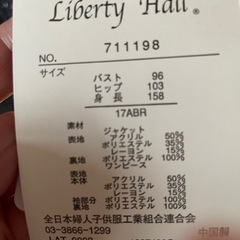 Liberty Hall®
NO. 711198
サイズ
バスト 96
ヒップ 103
身長 158
17ABR
素材 ジャケット
表地 アクリル 50%
ポリエステル 35%
レーヨン 15%
裏地 ポリエステル 100%
ワンピース
表地 アクリル 50%
本体 ポリエステル 35%
レーヨン 15%
袖部分 ポリエステル 100%
裏地 ポリエステル 100%
全日本婦人子供服工業組合連合会
03-3866-1299 中国製